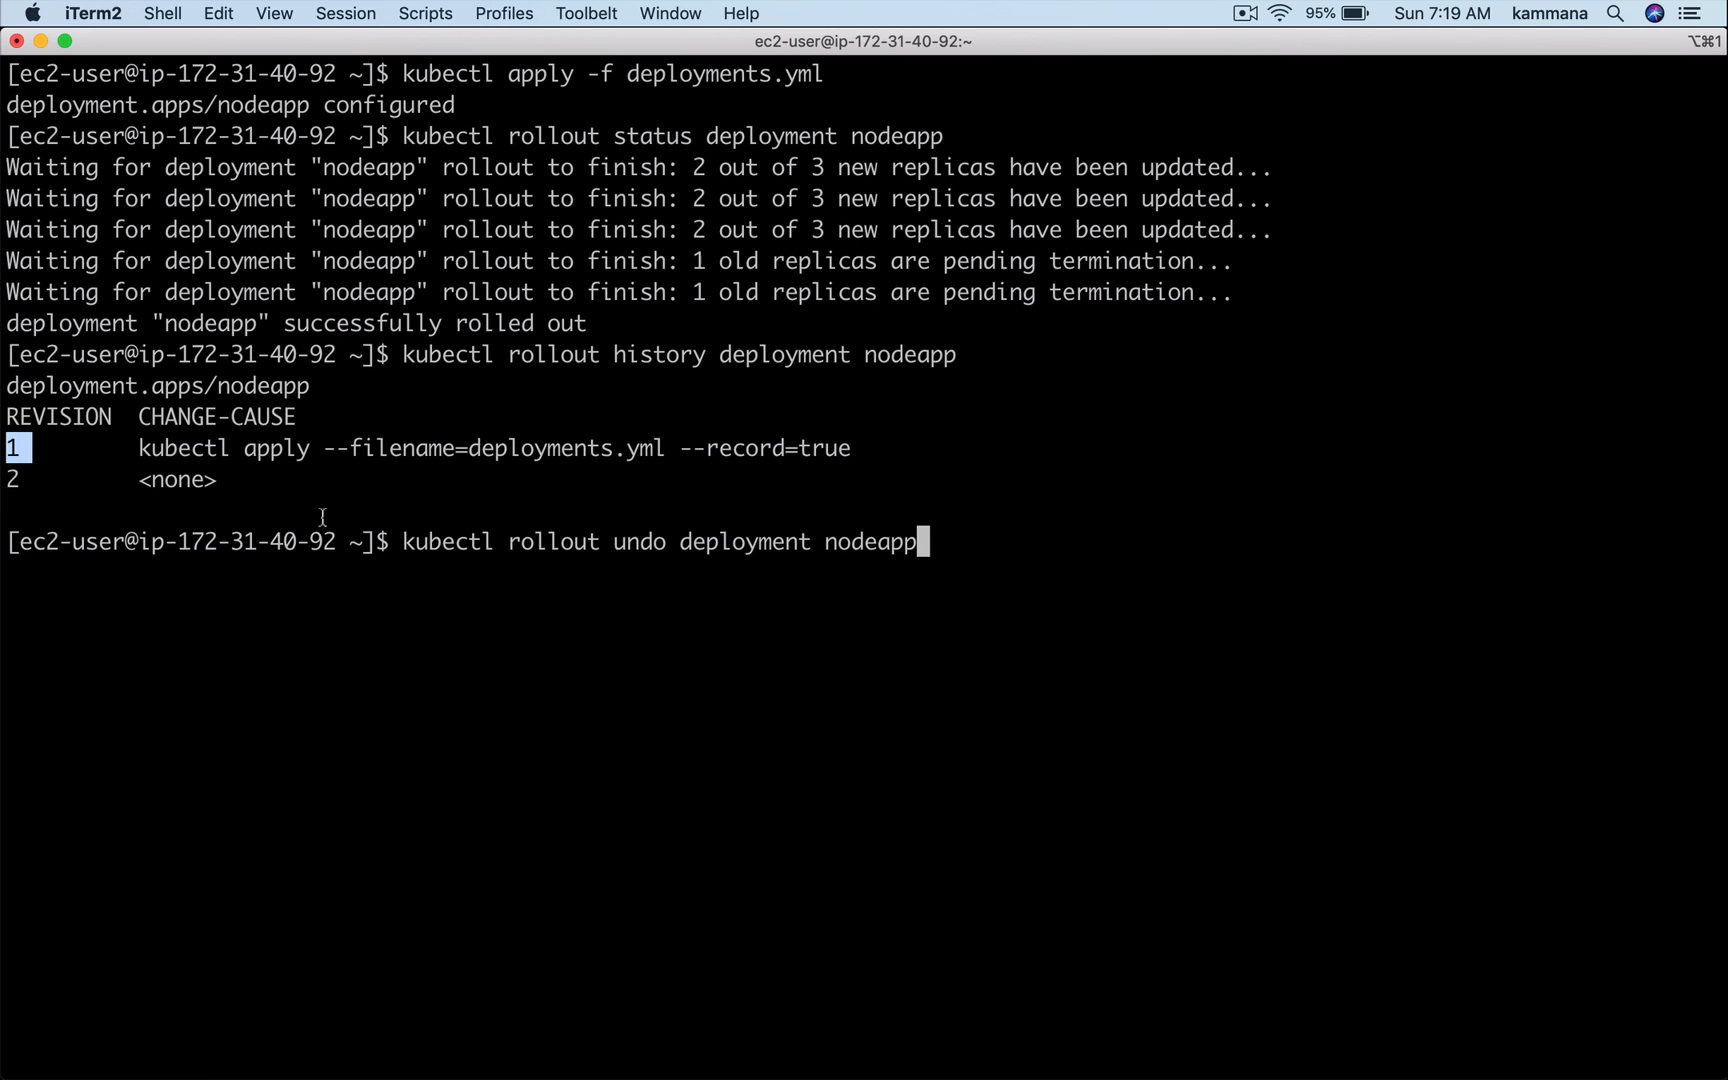 iTerm2 Shell Edit View Session Scripts Profiles Toolbelt Window Help 95% Sun 7:19 AM kammana
ec2-user@ip-172-31-40-92:~ ⌥⌘1
[ec2-user@ip-172-31-40-92 ~]$ kubectl apply -f deployments.yml
deployment.apps/nodeapp configured
[ec2-user@ip-172-31-40-92 ~]$ kubectl rollout status deployment nodeapp
Waiting for deployment "nodeapp" rollout to finish: 2 out of 3 new replicas have been updated...
Waiting for deployment "nodeapp" rollout to finish: 2 out of 3 new replicas have been updated...
Waiting for deployment "nodeapp" rollout to finish: 2 out of 3 new replicas have been updated...
Waiting for deployment "nodeapp" rollout to finish: 1 old replicas are pending termination...
Waiting for deployment "nodeapp" rollout to finish: 1 old replicas are pending termination...
deployment "nodeapp" successfully rolled out
[ec2-user@ip-172-31-40-92 ~]$ kubectl rollout history deployment nodeapp
deployment.apps/nodeapp
REVISION CHANGE-CAUSE
1 kubectl apply --filename=deployments.yml --record=true
2 <none>
[ec2-user@ip-172-31-40-92 ~]$ kubectl rollout undo deployment nodeapp